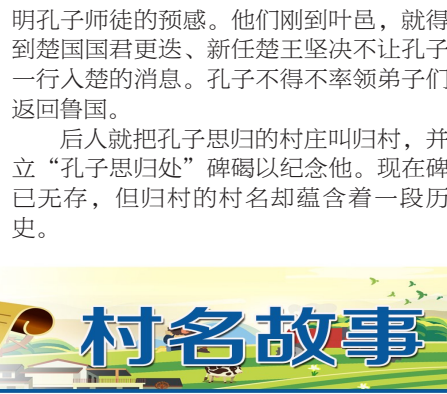 明孔子师徒的预感。他们刚到叶邑，就得
到楚国国君更迭、新任楚王坚决不让孔子
一行入楚的消息。孔子不得不率领弟子们
返回鲁国。
后人就把孔子思归的村庄叫归村，并
立“孔子思归处”碑碣以纪念他。现在碑
已无存，但归村的村名却蕴含着一段历
史。
村名故事